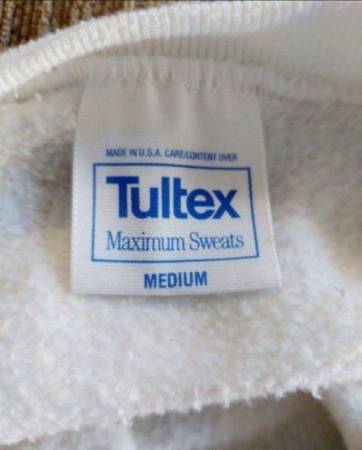 MADE IN U.S.A. CARE/CONTENT OVER
Tultex
Maximum Sweats
MEDIUM